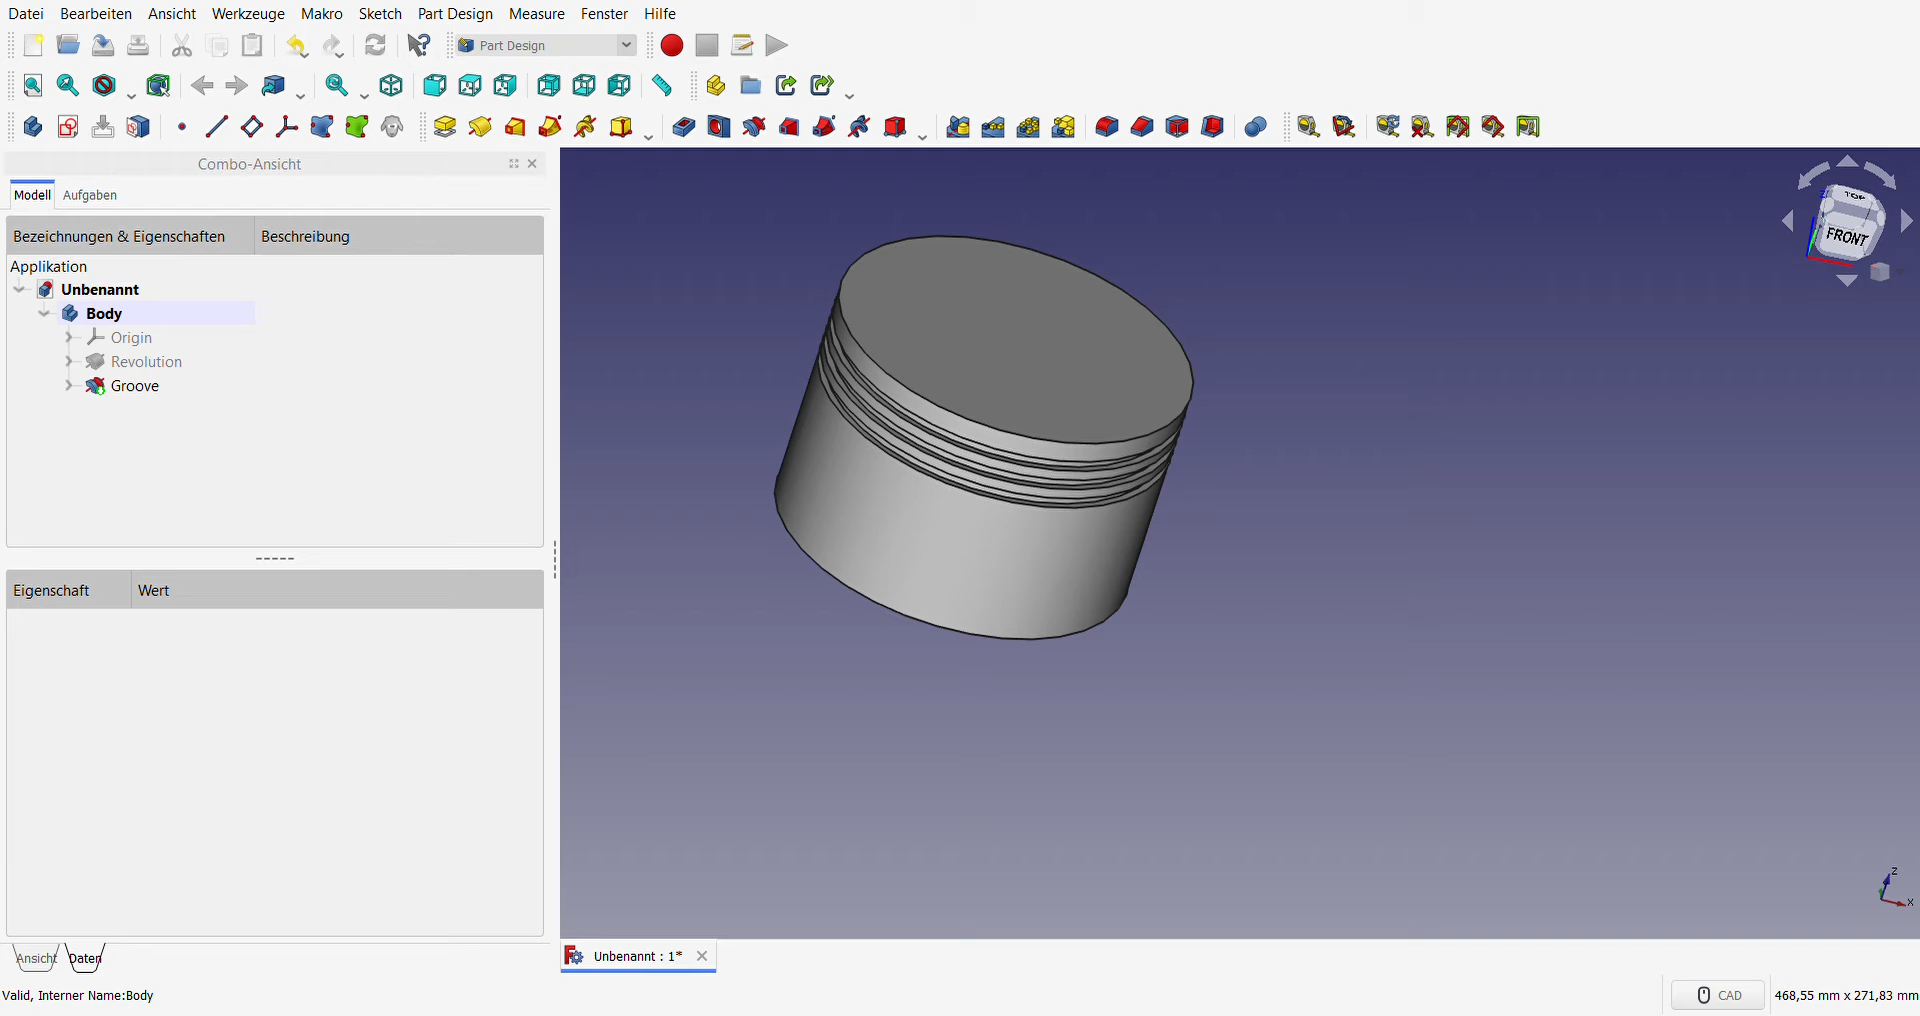 Datei Bearbeiten Ansicht Werkzeuge Makro Sketch Part Design Measure Fenster Hilfe
Part Design
Combo-Ansicht
Modell Aufgaben
Bezeichnungen & Eigenschaften Beschreibung
Applikation
Unbenannt
Body
Origin
Revolution
Groove
Eigenschaft Wert
Ansicht Daten
TOP
FRONT
Z
X
Unbenannt : 1*
Valid, Interner Name:Body
CAD 468,55 mm x 271,83 mm